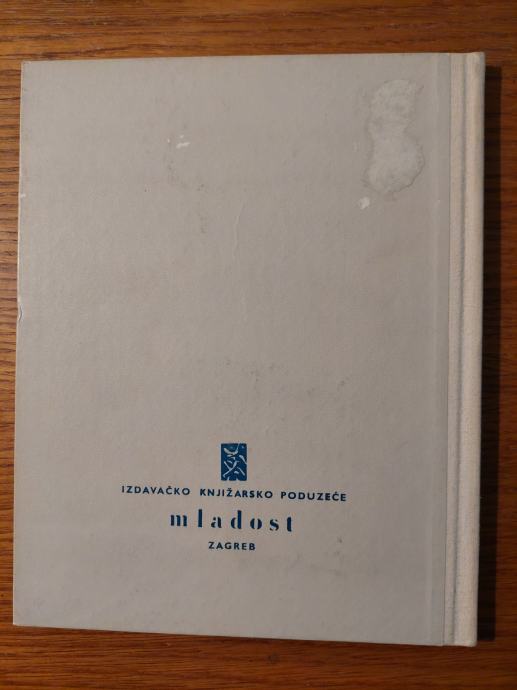 IZDAVAČKO KNJIŽARSKO PODUZEĆE
mladost
ZAGREB